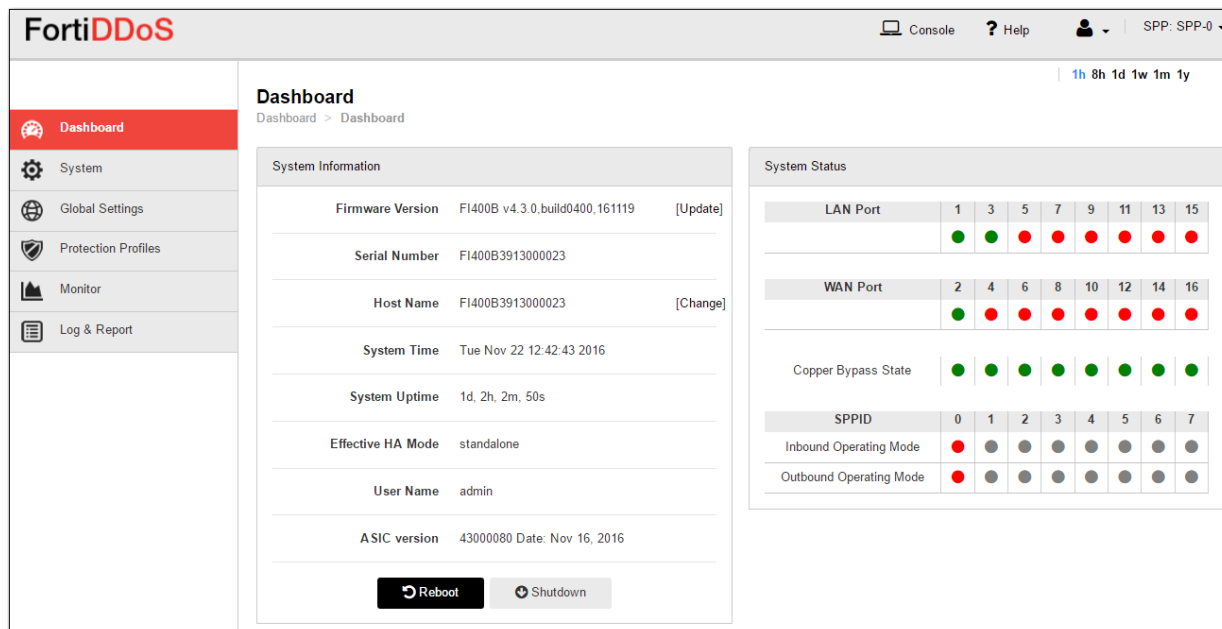 FortiDDoS
Console
? Help
SPP: SPP-0
1h 8h 1d 1w 1m 1y
Dashboard
System
Global Settings
Protection Profiles
Monitor
Log & Report
Dashboard
Dashboard > Dashboard
System Information
Firmware Version FI400B v4.3.0,build0400,161119 [Update]
Serial Number FI400B3913000023
Host Name FI400B3913000023 [Change]
System Time Tue Nov 22 12:42:43 2016
System Uptime 1d, 2h, 2m, 50s
Effective HA Mode standalone
User Name admin
ASIC version 43000080 Date: Nov 16, 2016
Reboot Shutdown
System Status
LAN Port 1 3 5 7 9 11 13 15
WAN Port 2 4 6 8 10 12 14 16
Copper Bypass State
SPPID 0 1 2 3 4 5 6 7
Inbound Operating Mode
Outbound Operating Mode